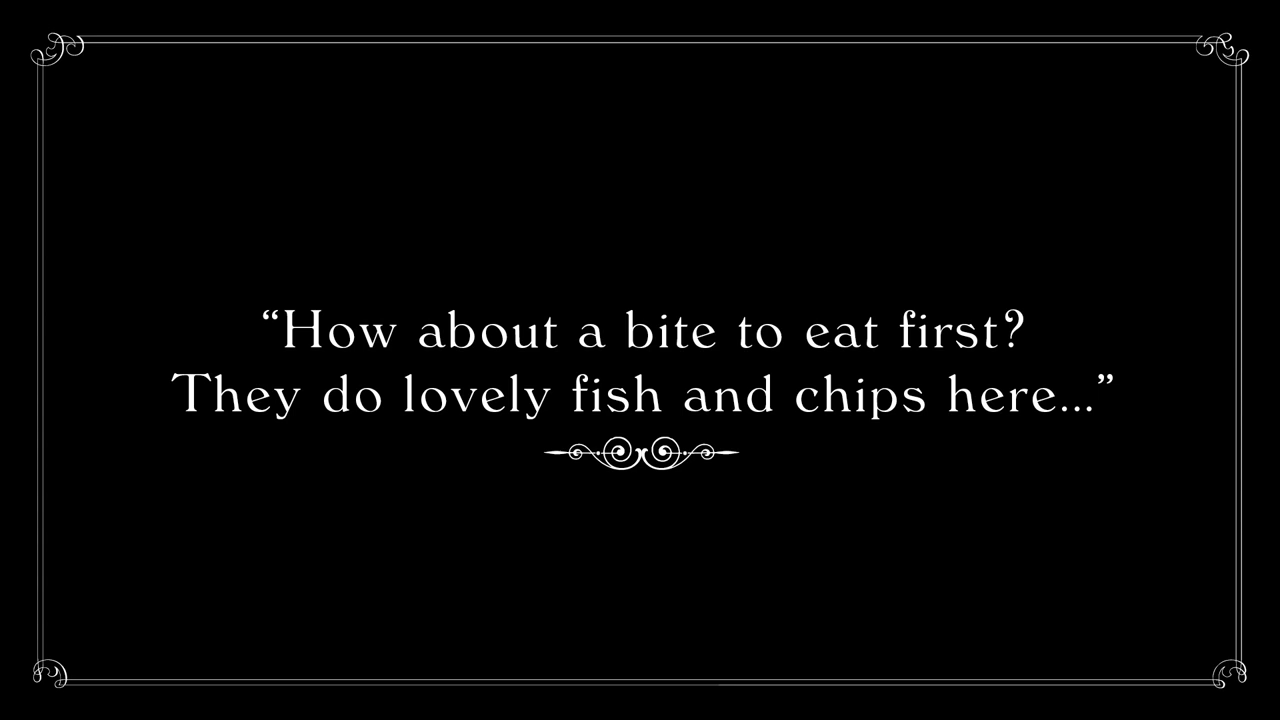 “How about a bite to eat first?
They do lovely fish and chips here...”